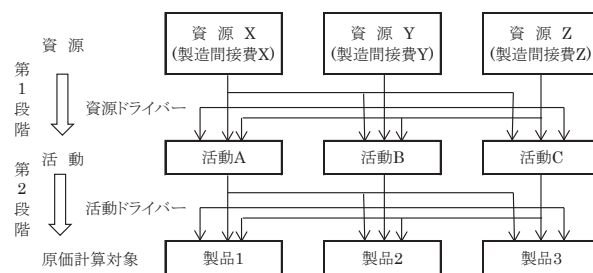 資 源
第1段階
資源ドライバー
活 動
第2段階
活動ドライバー
原価計算対象
資 源 X
(製造間接費X)
資 源 Y
(製造間接費Y)
資 源 Z
(製造間接費Z)
活動A
活動B
活動C
製品1
製品2
製品3